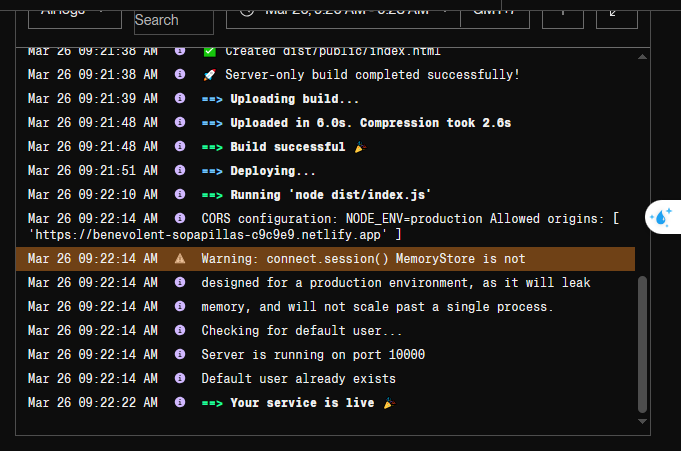 Search
Mar 26 09:21:38 AM ✅ Created dist/public/index.html
Mar 26 09:21:38 AM 🚀 Server-only build completed successfully!
Mar 26 09:21:39 AM ==> Uploading build...
Mar 26 09:21:48 AM ==> Uploaded in 6.0s. Compression took 2.6s
Mar 26 09:21:48 AM ==> Build successful 🎉
Mar 26 09:21:51 AM ==> Deploying...
Mar 26 09:22:10 AM ==> Running 'node dist/index.js'
Mar 26 09:22:14 AM CORS configuration: NODE_ENV=production Allowed origins: [
'https://benevolent-sopapillas-c9c9e9.netlify.app' ]
Mar 26 09:22:14 AM Warning: connect.session() MemoryStore is not
Mar 26 09:22:14 AM designed for a production environment, as it will leak
Mar 26 09:22:14 AM memory, and will not scale past a single process.
Mar 26 09:22:14 AM Checking for default user...
Mar 26 09:22:14 AM Server is running on port 10000
Mar 26 09:22:14 AM Default user already exists
Mar 26 09:22:22 AM ==> Your service is live 🎉